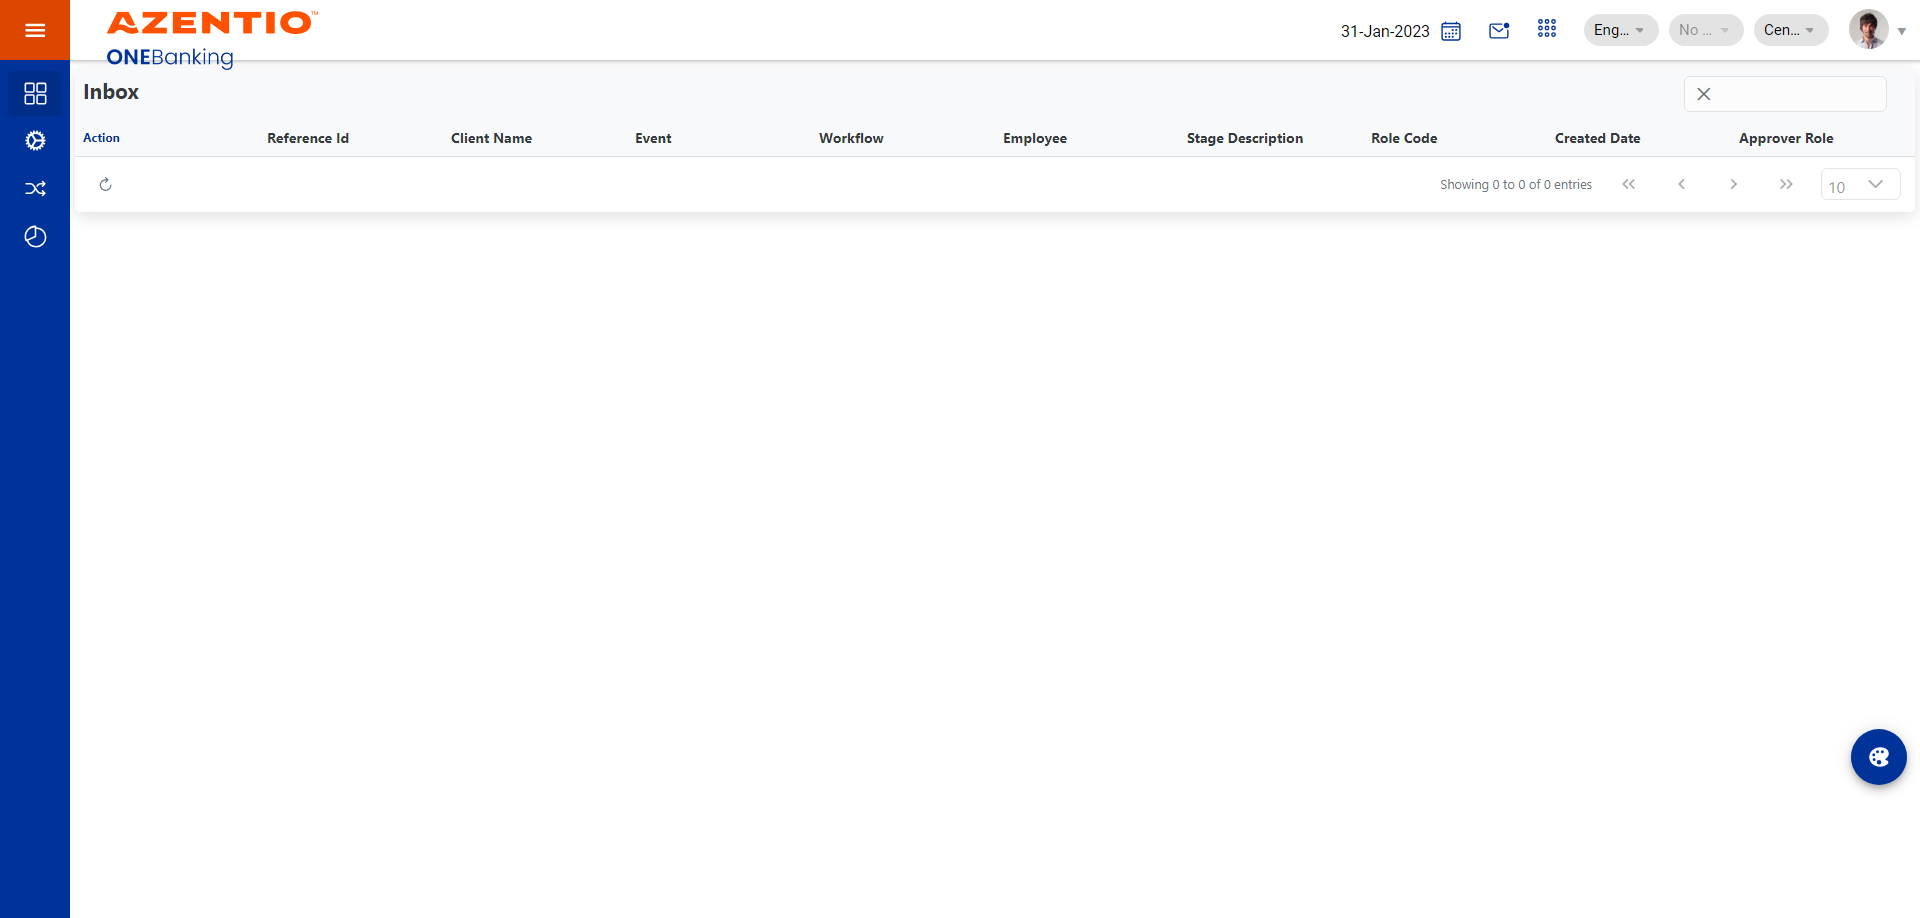 AZENTIO™
ONEBanking
31-Jan-2023
Eng...
No ...
Cen...
Inbox
Action
Reference Id
Client Name
Event
Workflow
Employee
Stage Description
Role Code
Created Date
Approver Role
Showing 0 to 0 of 0 entries
10